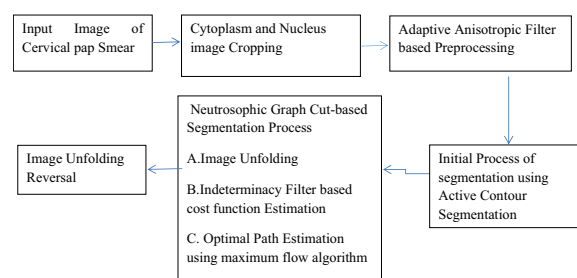 Input Image of
Cervical pap Smear
Cytoplasm and Nucleus
image Cropping
Adaptive Anisotropic Filter
based Preprocessing
Initial Process of
segmentation using
Active Contour
Segmentation
Neutrosophic Graph Cut-based
Segmentation Process
A.Image Unfolding
B.Indeterminacy Filter based
cost function Estimation
C. Optimal Path Estimation
using maximum flow algorithm
Image Unfolding
Reversal